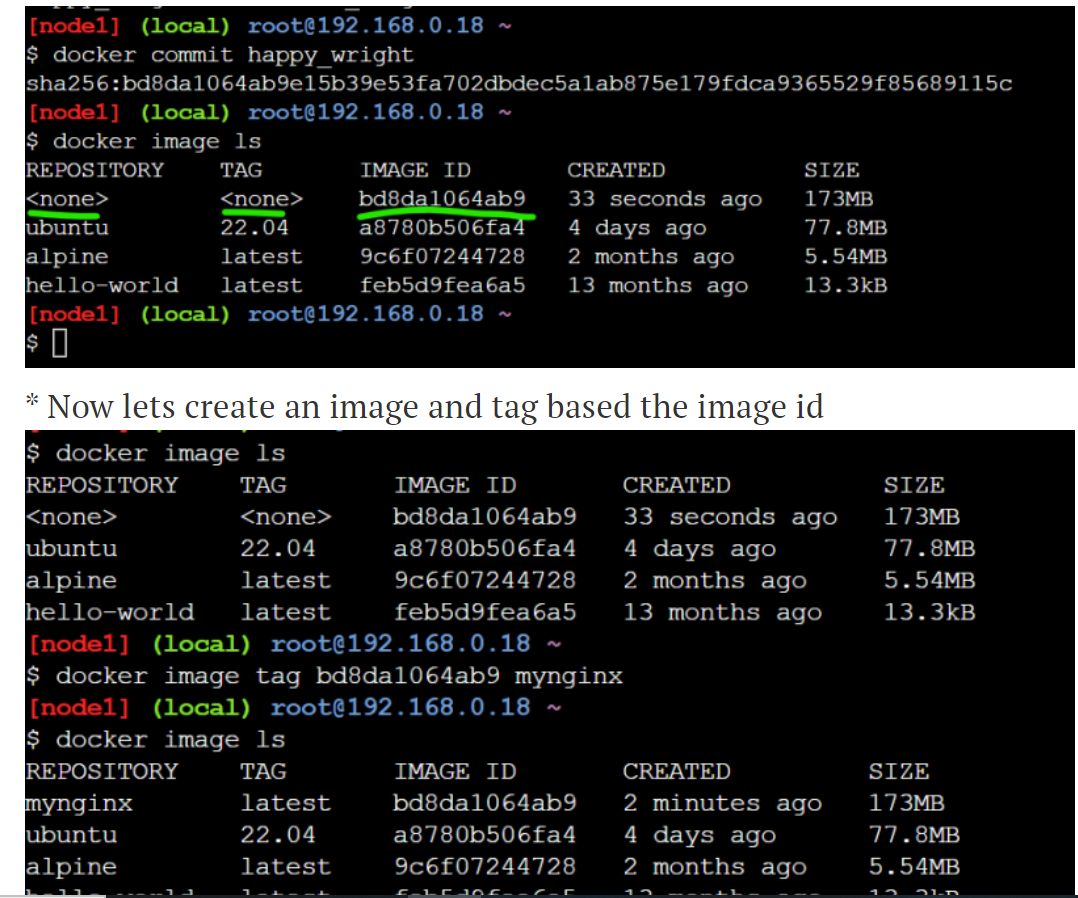 [node1] (local) root@192.168.0.18 ~
$ docker commit happy_wright
sha256:bd8da1064ab9e15b39e53fa702dbdec5a1ab875e179fdca9365529f85689115c
[node1] (local) root@192.168.0.18 ~
$ docker image ls
REPOSITORY TAG IMAGE ID CREATED SIZE
<none> <none> bd8da1064ab9 33 seconds ago 173MB
ubuntu 22.04 a8780b506fa4 4 days ago 77.8MB
alpine latest 9c6f07244728 2 months ago 5.54MB
hello-world latest feb5d9fea6a5 13 months ago 13.3kB
[node1] (local) root@192.168.0.18 ~
$
* Now lets create an image and tag based the image id
$ docker image ls
REPOSITORY TAG IMAGE ID CREATED SIZE
<none> <none> bd8da1064ab9 33 seconds ago 173MB
ubuntu 22.04 a8780b506fa4 4 days ago 77.8MB
alpine latest 9c6f07244728 2 months ago 5.54MB
hello-world latest feb5d9fea6a5 13 months ago 13.3kB
[node1] (local) root@192.168.0.18 ~
$ docker image tag bd8da1064ab9 mynginx
[node1] (local) root@192.168.0.18 ~
$ docker image ls
REPOSITORY TAG IMAGE ID CREATED SIZE
mynginx latest bd8da1064ab9 2 minutes ago 173MB
ubuntu 22.04 a8780b506fa4 4 days ago 77.8MB
alpine latest 9c6f07244728 2 months ago 5.54MB